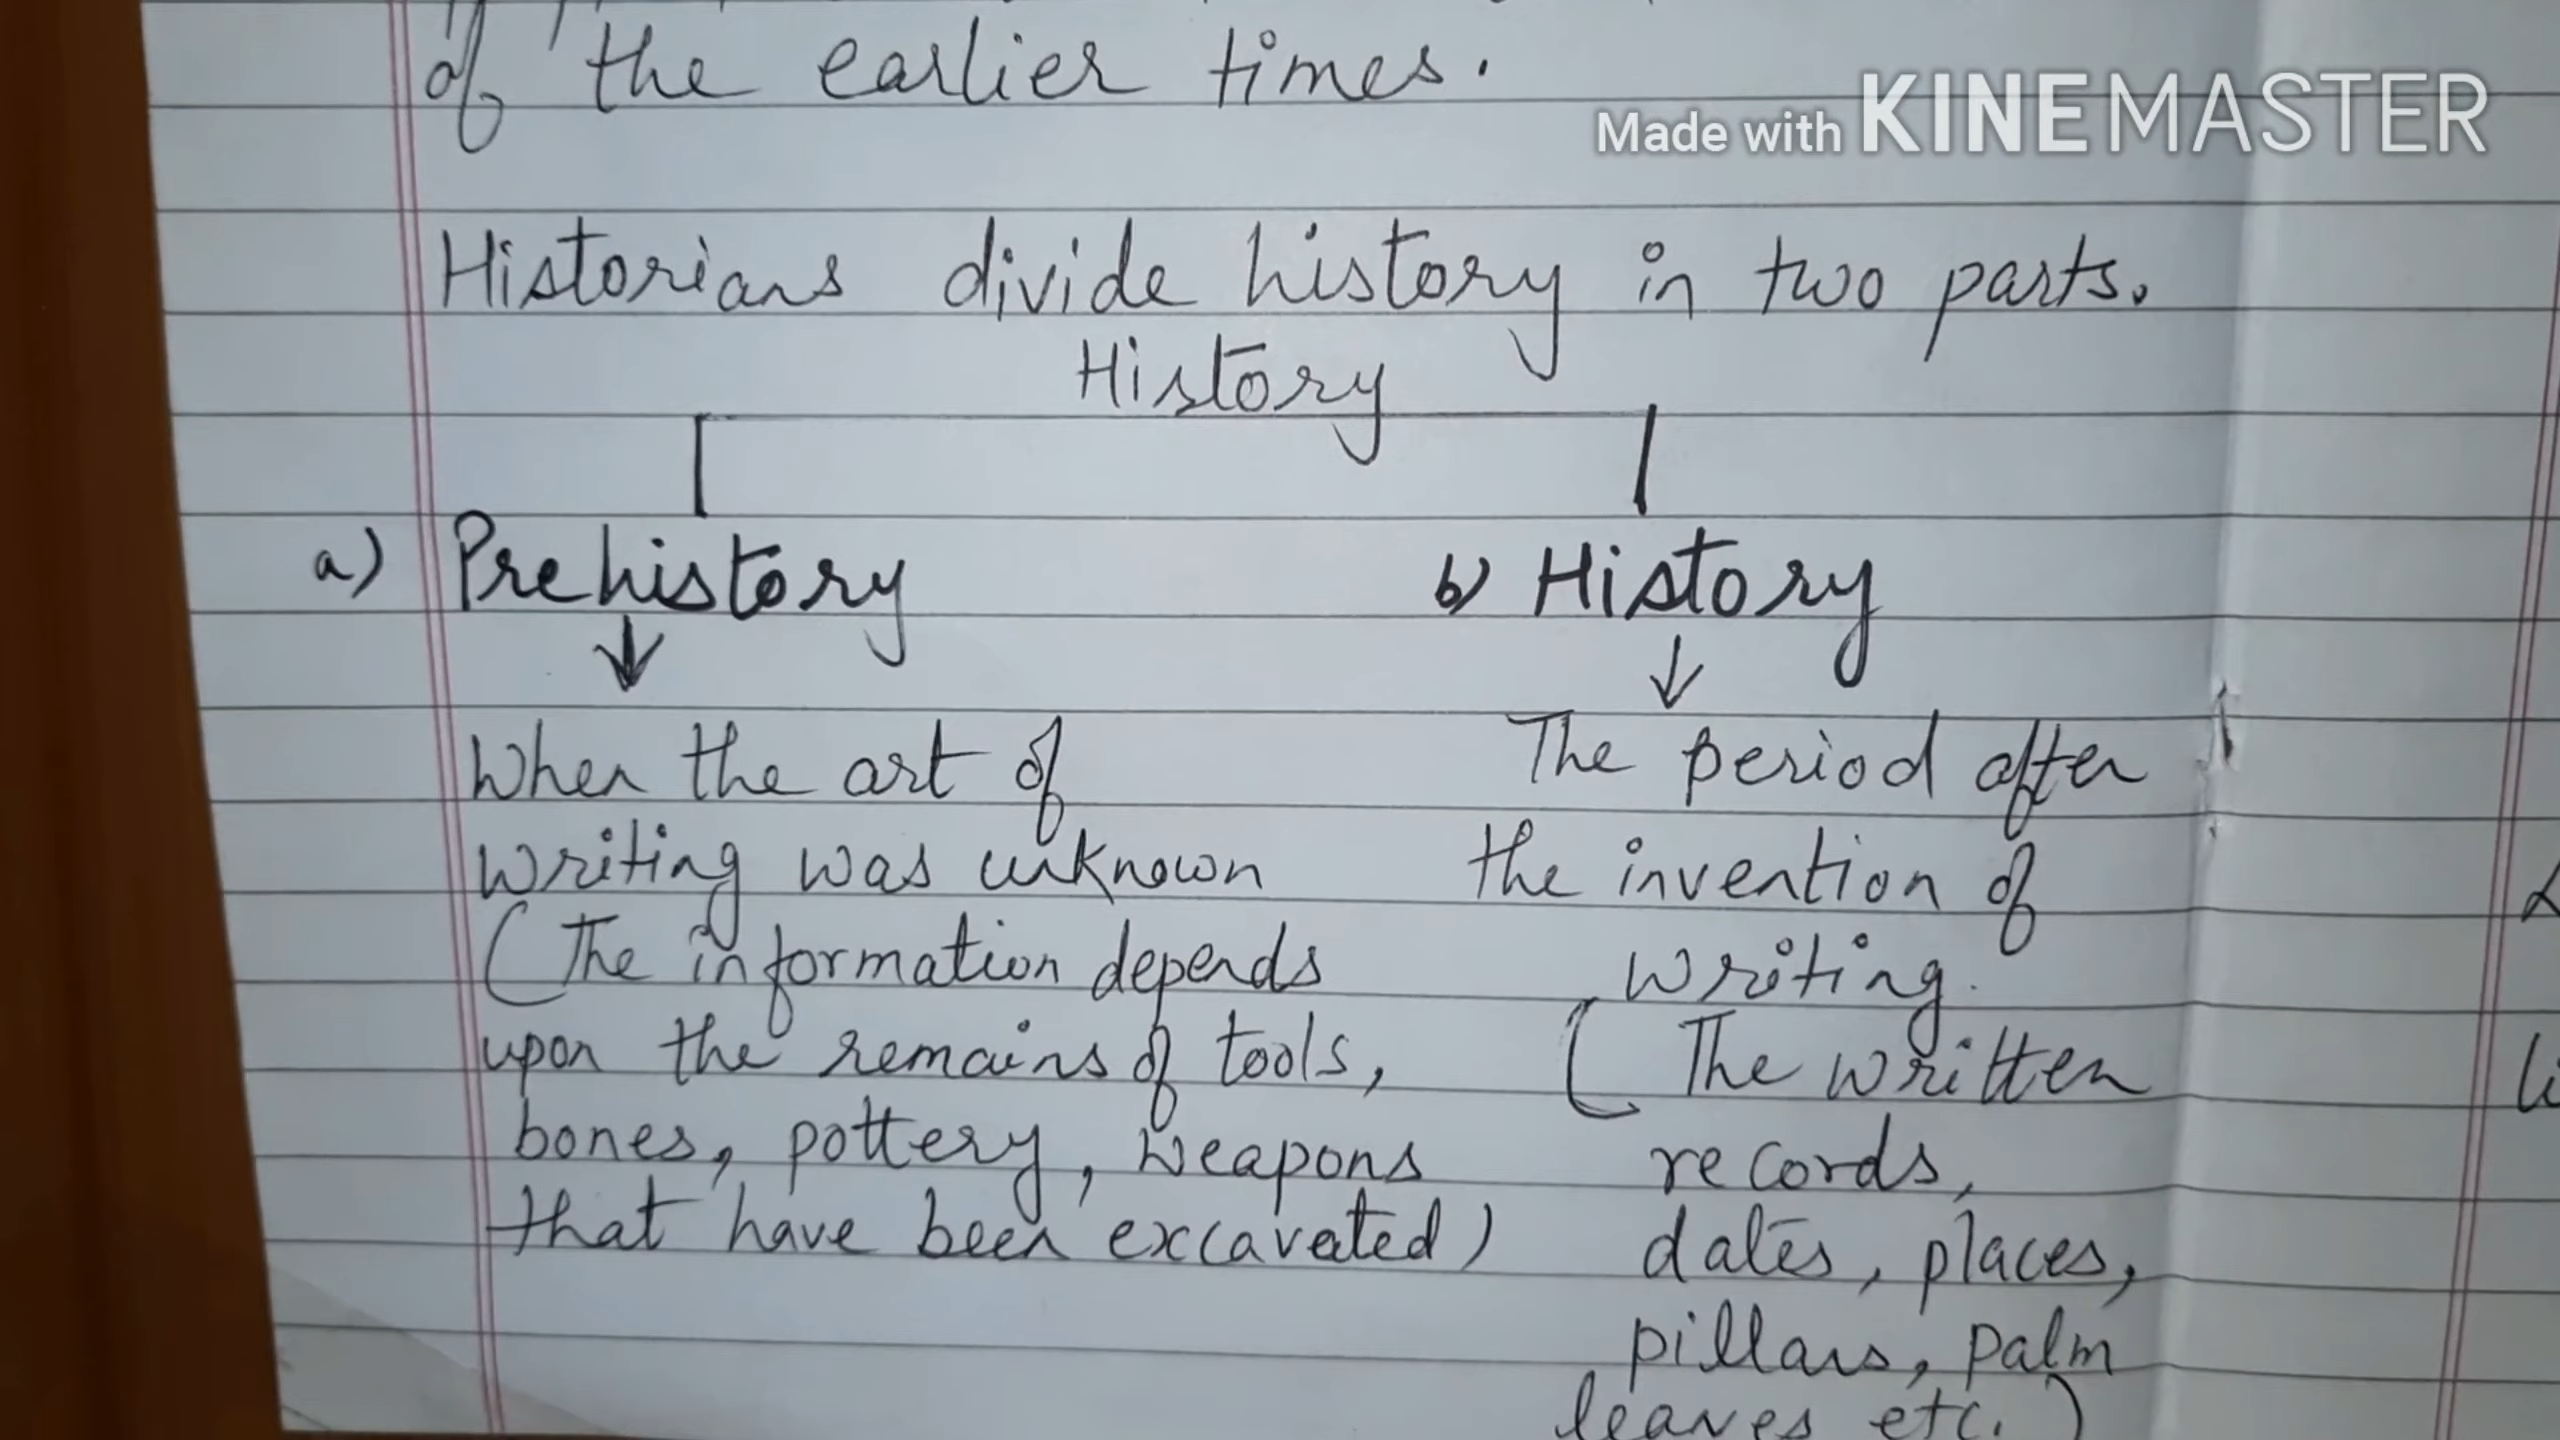 of the earlier times.
Made with KINEMASTER
Historians divide history in two parts.
History
a) Prehistory
b) History
When the art of
writing was unknown
(The information depends
upon the remains of tools,
bones, pottery, weapons
that have been excavated)
The period after
the invention of
writing.
(The written
records,
dates, places,
pillars, palm
leaves etc.)